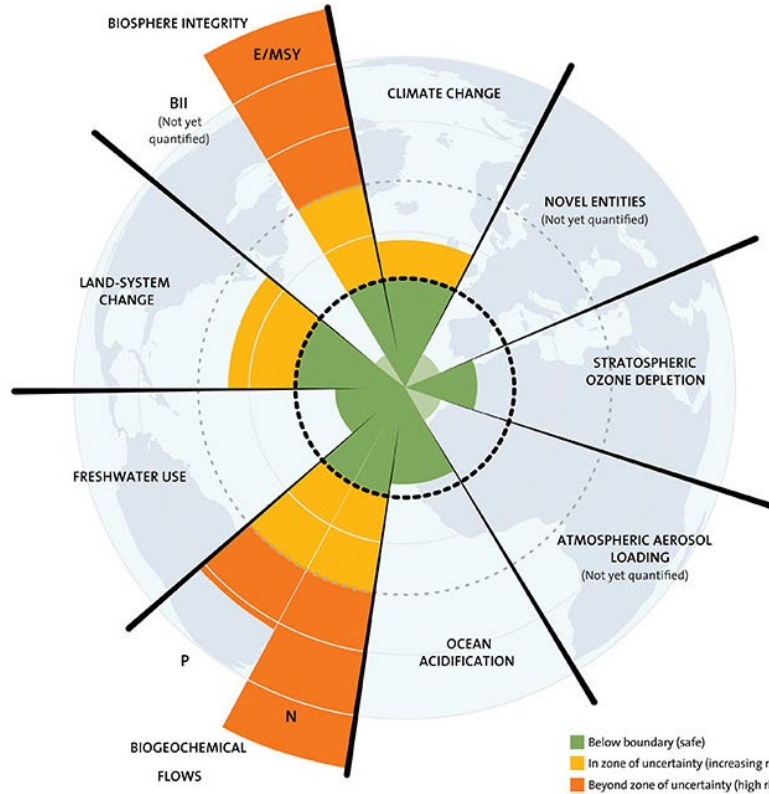 BIOSPHERE INTEGRITY
E/MSY
BII
(Not yet
quantified)
CLIMATE CHANGE
NOVEL ENTITIES
(Not yet quantified)
LAND-SYSTEM
CHANGE
STRATOSPHERIC
OZONE DEPLETION
FRESHWATER USE
ATMOSPHERIC AEROSOL
LOADING
(Not yet quantified)
OCEAN
ACIDIFICATION
P
N
BIOGEOCHEMICAL
FLOWS
Below boundary (safe)
In zone of uncertainty (increasing
Beyond zone of uncertainty (high